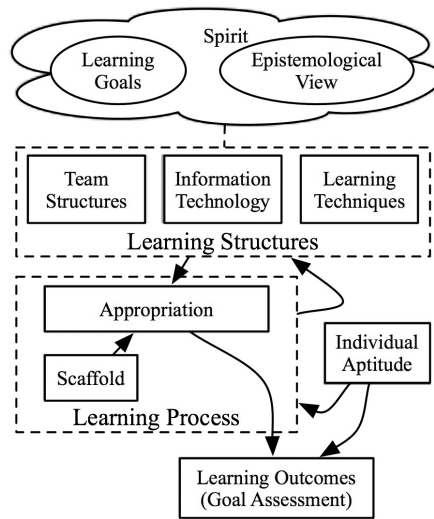 Spirit
Learning
Goals
Epistemological
View
Team
Structures
Information
Technology
Learning
Techniques
Learning Structures
Appropriation
Scaffold
Learning Process
Individual
Aptitude
Learning Outcomes
(Goal Assessment)